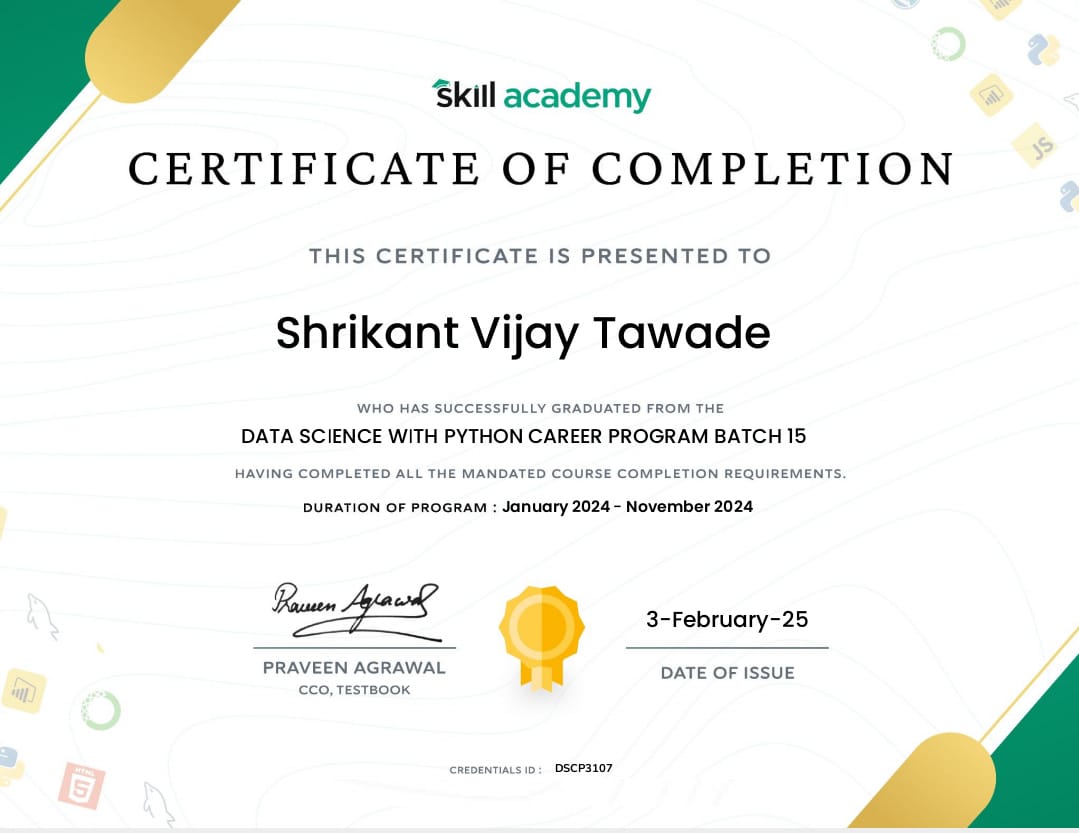 skill academy
CERTIFICATE OF COMPLETION
THIS CERTIFICATE IS PRESENTED TO
Shrikant Vijay Tawade
WHO HAS SUCCESSFULLY GRADUATED FROM THE
DATA SCIENCE WITH PYTHON CAREER PROGRAM BATCH 15
HAVING COMPLETED ALL THE MANDATED COURSE COMPLETION REQUIREMENTS.
DURATION OF PROGRAM : January 2024 - November 2024
Praveen Agrawal
3-February-25
PRAVEEN AGRAWAL
DATE OF ISSUE
CCO, TESTBOOK
CREDENTIALS ID : DSCP3107
JS
HTML
5